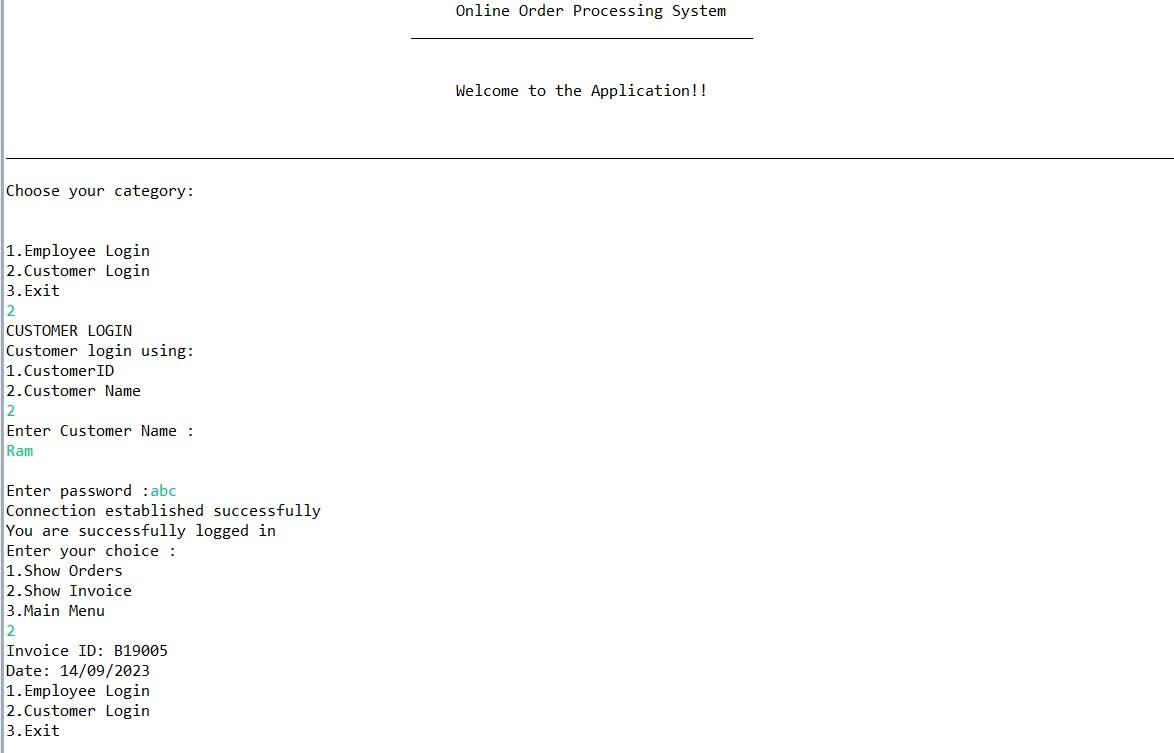 Online Order Processing System
Welcome to the Application!!
Choose your category:
1.Employee Login
2.Customer Login
3.Exit
2
CUSTOMER LOGIN
Customer login using:
1.CustomerID
2.Customer Name
2
Enter Customer Name :
Ram
Enter password :abc
Connection established successfully
You are successfully logged in
Enter your choice :
1.Show Orders
2.Show Invoice
3.Main Menu
2
Invoice ID: B19005
Date: 14/09/2023
1.Employee Login
2.Customer Login
3.Exit